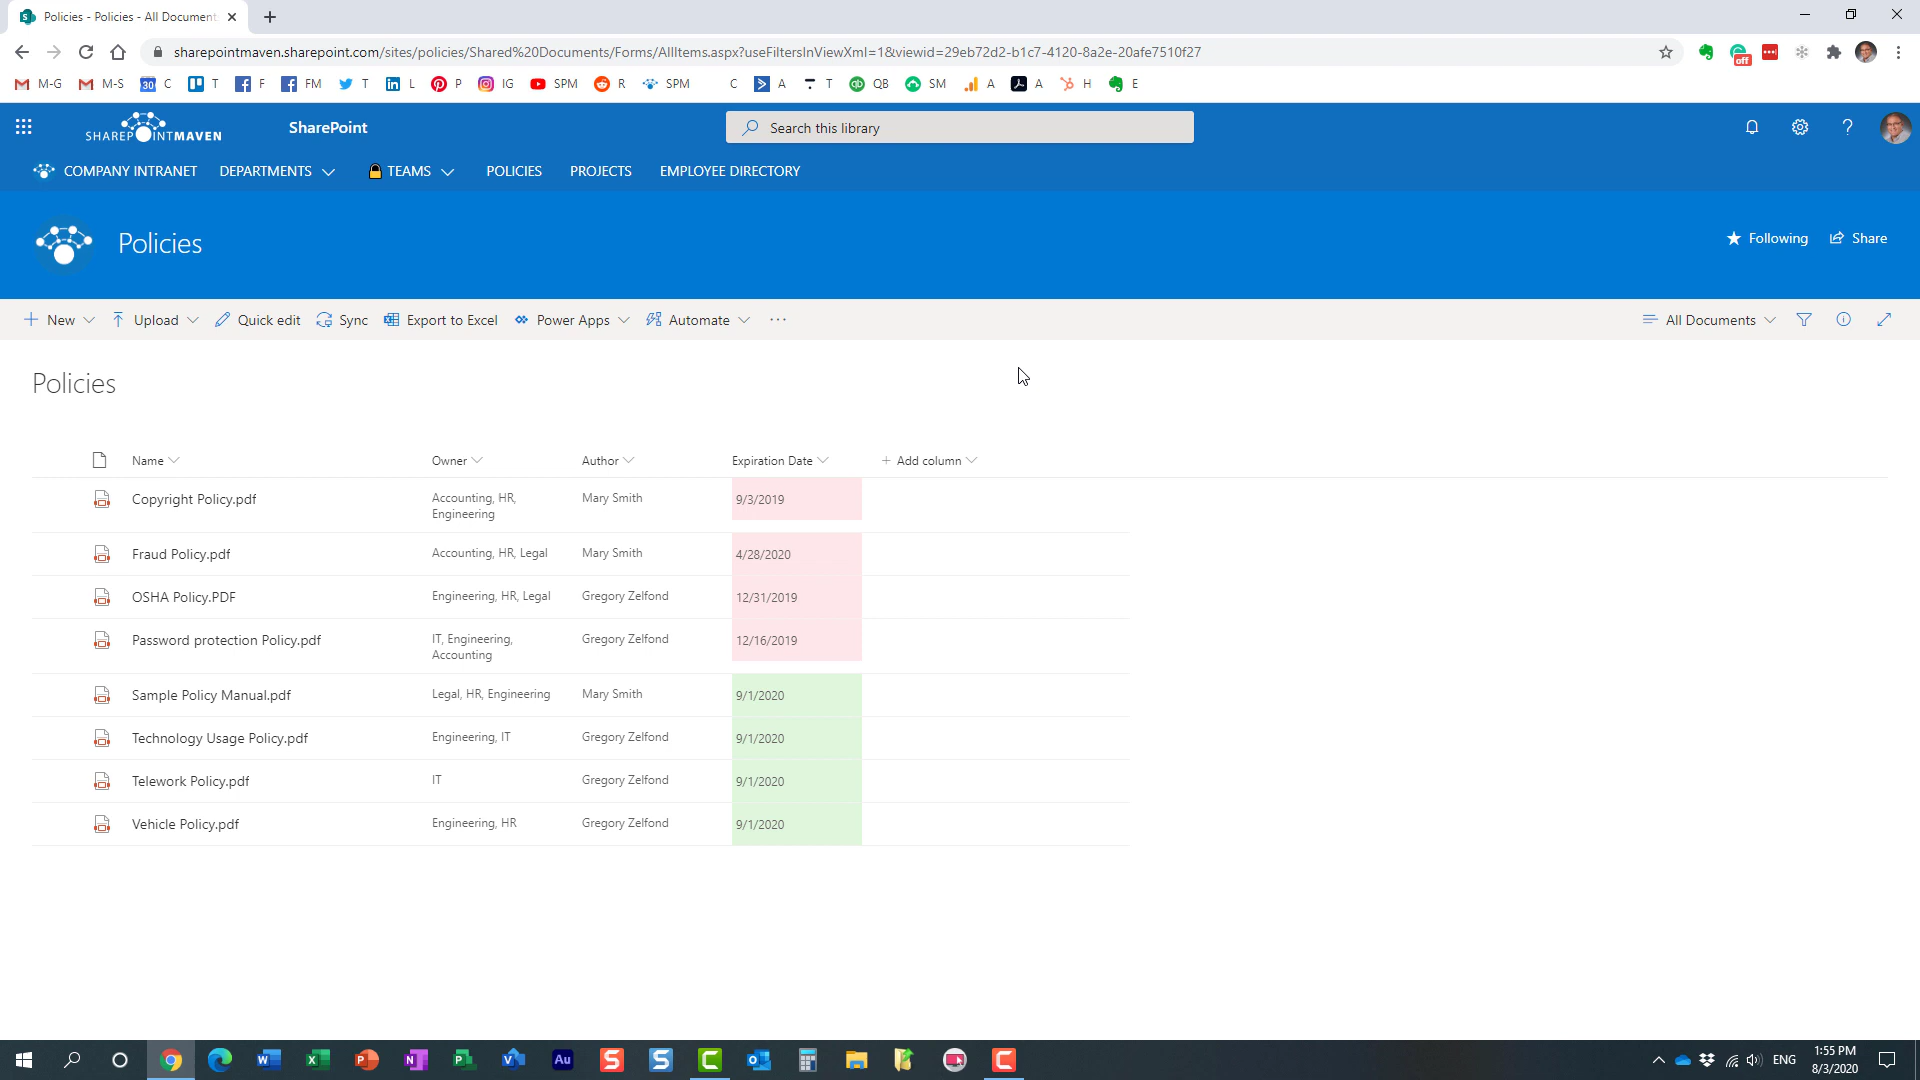 Policies - Policies - All Document
sharepointmaven.sharepoint.com/sites/policies/Shared%20Documents/Forms/AllItems.aspx?useFiltersInViewXml=1&viewid=29eb72d2-b1c7-4120-8a2e-20afe7510f27
off
M-G M-S 30 C T F FM T L P IG SPM R SPM C A T QB SM A A H E
SHAREPOINTMAVEN SharePoint Search this library
COMPANY INTRANET DEPARTMENTS TEAMS POLICIES PROJECTS EMPLOYEE DIRECTORY
Policies Following Share
New Upload Quick edit Sync Export to Excel Power Apps Automate ... All Documents
Policies
Name Owner Author Expiration Date + Add column
Copyright Policy.pdf Accounting, HR, Mary Smith 9/3/2019
Engineering
Fraud Policy.pdf Accounting, HR, Legal Mary Smith 4/28/2020
OSHA Policy.PDF Engineering, HR, Legal Gregory Zelfond 12/31/2019
Password protection Policy.pdf IT, Engineering, Gregory Zelfond 12/16/2019
Accounting
Sample Policy Manual.pdf Legal, HR, Engineering Mary Smith 9/1/2020
Technology Usage Policy.pdf Engineering, IT Gregory Zelfond 9/1/2020
Telework Policy.pdf IT Gregory Zelfond 9/1/2020
Vehicle Policy.pdf Engineering, HR Gregory Zelfond 9/1/2020
ENG 1:55 PM
8/3/2020